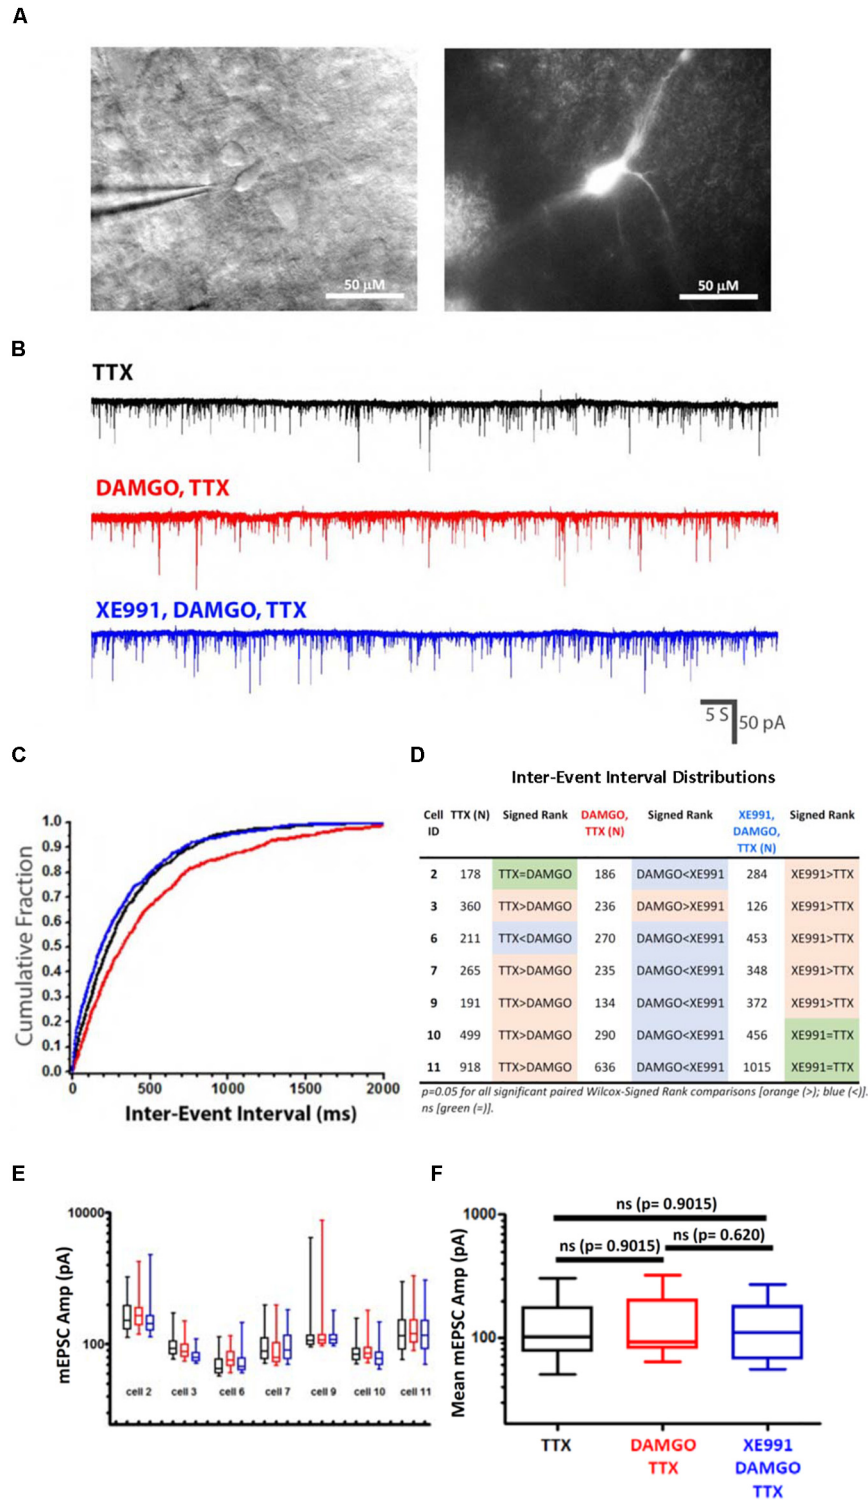 A
50 µM
50 µM
B
TTX
DAMGO, TTX
XE991, DAMGO, TTX
5 S
50 pA
C
Cumulative Fraction
1.0
0.9
0.8
0.7
0.6
0.5
0.4
0.3
0.2
0.1
0.0
0 500 1000 1500 2000
Inter-Event Interval (ms)
D
Inter-Event Interval Distributions
Cell ID TTX (N) Signed Rank DAMGO, TTX (N) Signed Rank XE991, DAMGO, TTX (N) Signed Rank
2 178 TTX=DAMGO 186 DAMGO<XE991 284 XE991>TTX
3 360 TTX>DAMGO 236 DAMGO>XE991 126 XE991>TTX
6 211 TTX<DAMGO 270 DAMGO<XE991 453 XE991>TTX
7 265 TTX>DAMGO 235 DAMGO<XE991 348 XE991>TTX
9 191 TTX>DAMGO 134 DAMGO<XE991 372 XE991>TTX
10 499 TTX>DAMGO 290 DAMGO<XE991 456 XE991=TTX
11 918 TTX>DAMGO 636 DAMGO<XE991 1015 XE991=TTX
p=0.05 for all significant paired Wilcox-Signed Rank comparisons [orange (>); blue (<)].
ns [green (=)].
E
mEPSC Amp (pA)
10000
100
cell 2 cell 3 cell 6 cell 7 cell 9 cell 10 cell 11
F
Mean mEPSC Amp (pA)
1000
100
ns (p= 0.9015)
ns (p= 0.9015)
ns (p= 0.620)
TTX
DAMGO
TTX
XE991
DAMGO
TTX